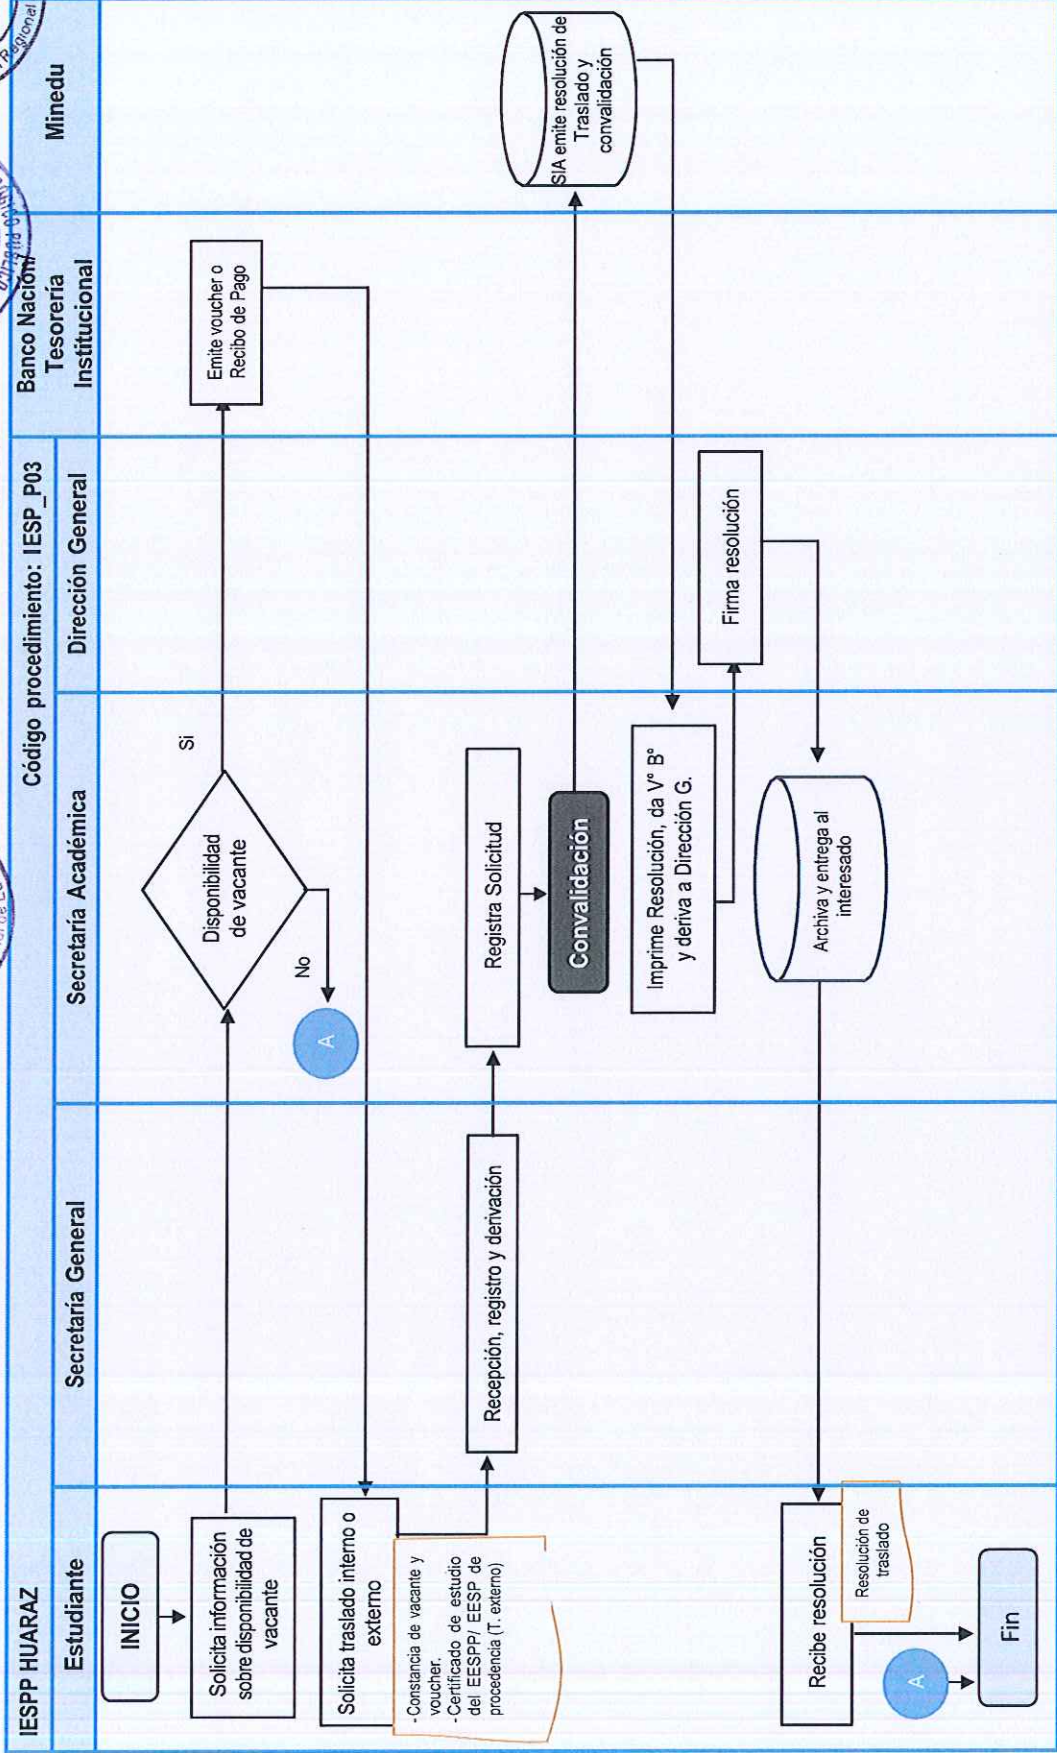 IESPP HUARAZ
Código procedimiento: IESP_P03
Estudiante
Secretaría General
Secretaría Académica
Dirección General
Banco Nación/
Tesorería
Institucional
Minedu
Regional
INICIO
Solicita información
sobre disponibilidad de
vacante
Disponibilidad
de vacante
Si
No
A
Emite voucher o
Recibo de Pago
Solicita traslado interno o
externo
- Constancia de vacante y
voucher.
- Certificado de estudio
del EESPP/ EESP de
procedencia (T. externo)
Recepción, registro y derivación
Registra Solicitud
Convalidación
SIA emite resolución de
Traslado y
convalidación
Imprime Resolución, da V° B°
y deriva a Dirección G.
Firma resolución
Archiva y entrega al
interesado
Recibe resolución
Resolución de
traslado
A
Fin